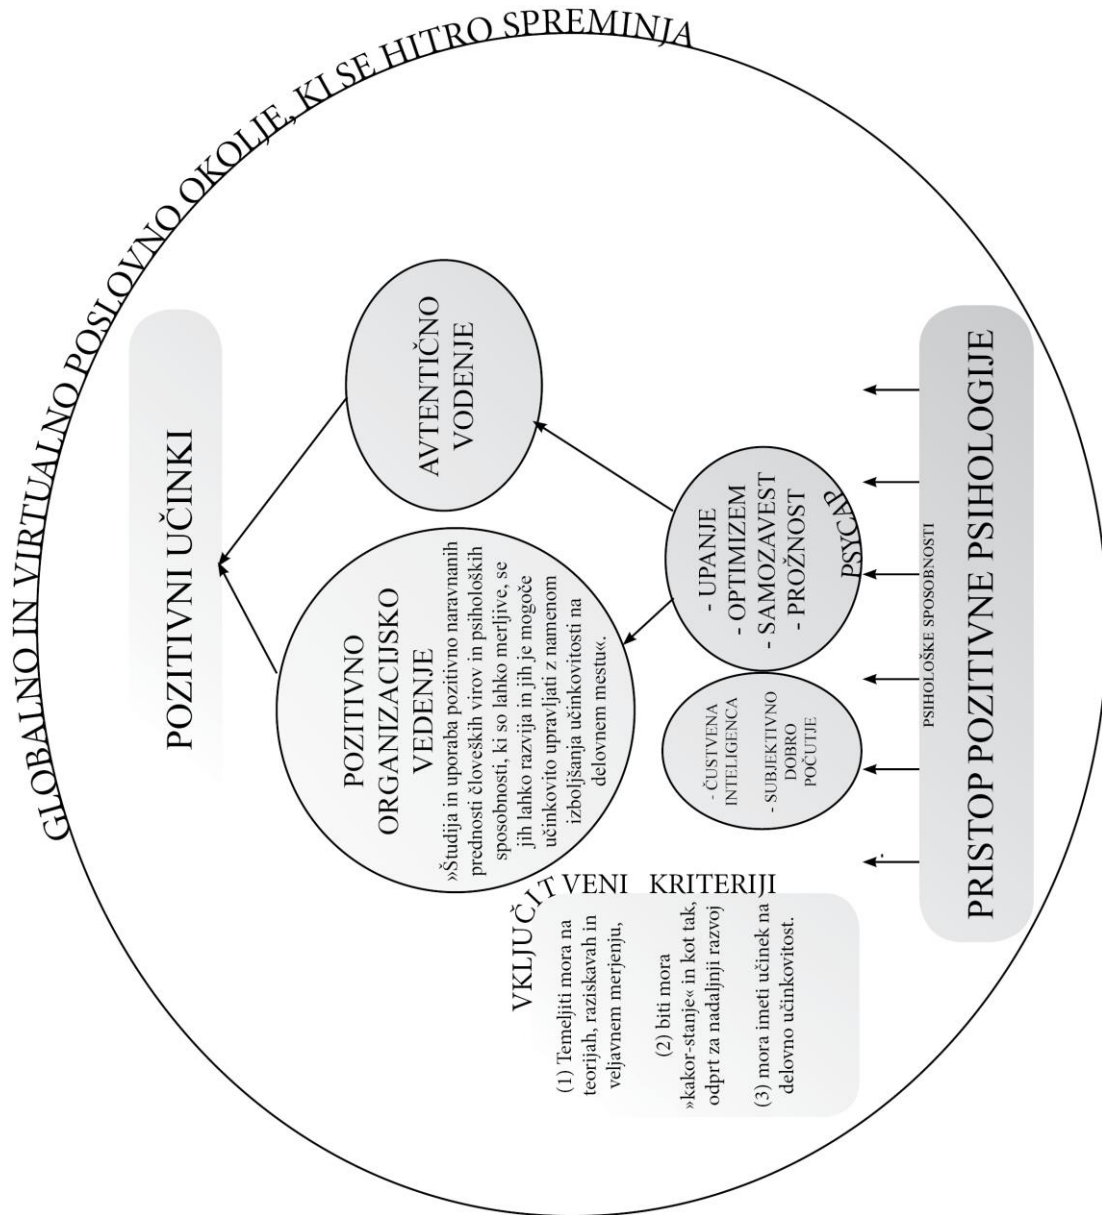 GLOBALNO IN VIRTUALNO POSLOVNO OKOLJE, KI SE HITRO SPREMINJA
POZITIVNI UČINKI
POZITIVNO
ORGANIZACIJSKO
VEDENJE
»Študija in uporaba pozitivno naravnanih
prednosti človeških virov in psiholoških
sposobnosti, ki so lahko merljive, se
jih lahko razvija in jih je mogoče
učinkovito upravljati z namenom
izboljšanja učinkovitosti na
delovnem mestu«.
AVTENTIČNO
VODENJE
VKLJUČITVENI KRITERIJI
(1) Temeljiti mora na
teorijah, raziskavah in
veljavnem merjenju,
(2) biti mora
»kakor-stanje« in kot tak,
odprt za nadaljnji razvoj
(3) mora imeti učinek na
delovno učinkovitost.
- ČUSTVENA
INTELIGENCA
- SUBJEKTIVNO
DOBRO
POČUTJE
- UPANJE
- OPTIMIZEM
- SAMOZAVEST
- PROŽNOST
PSYCAP
PSIHOLOŠKE SPOSOBNOSTI
PRISTOP POZITIVNE PSIHOLOGIJE